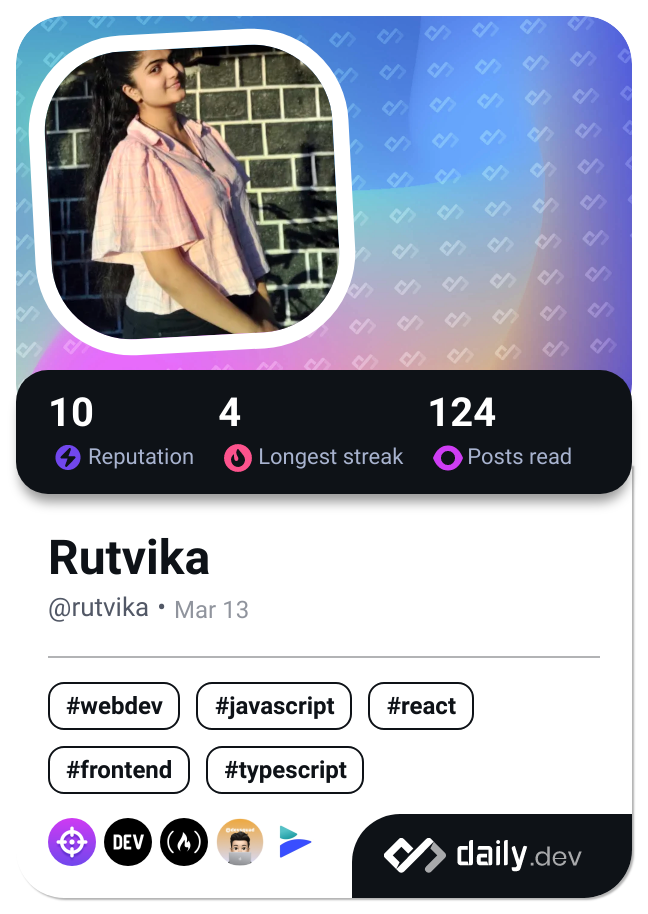 10 4 124
Reputation Longest streak Posts read
Rutvika
@rutvika • Mar 13
#webdev #javascript #react
#frontend #typescript
DEV
daily.dev